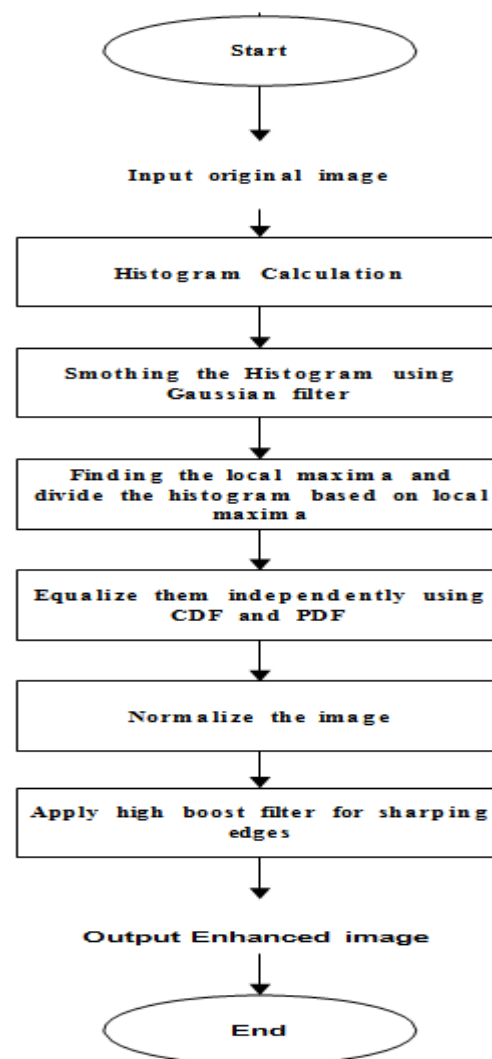 Start
Input original image
Histogram Calculation
Smothing the Histogram using
Gaussian filter
Finding the local maxima and
divide the histogram based on local
maxima
Equalize them independently using
CDF and PDF
Normalize the image
Apply high boost filter for sharping
edges
Output Enhanced image
End